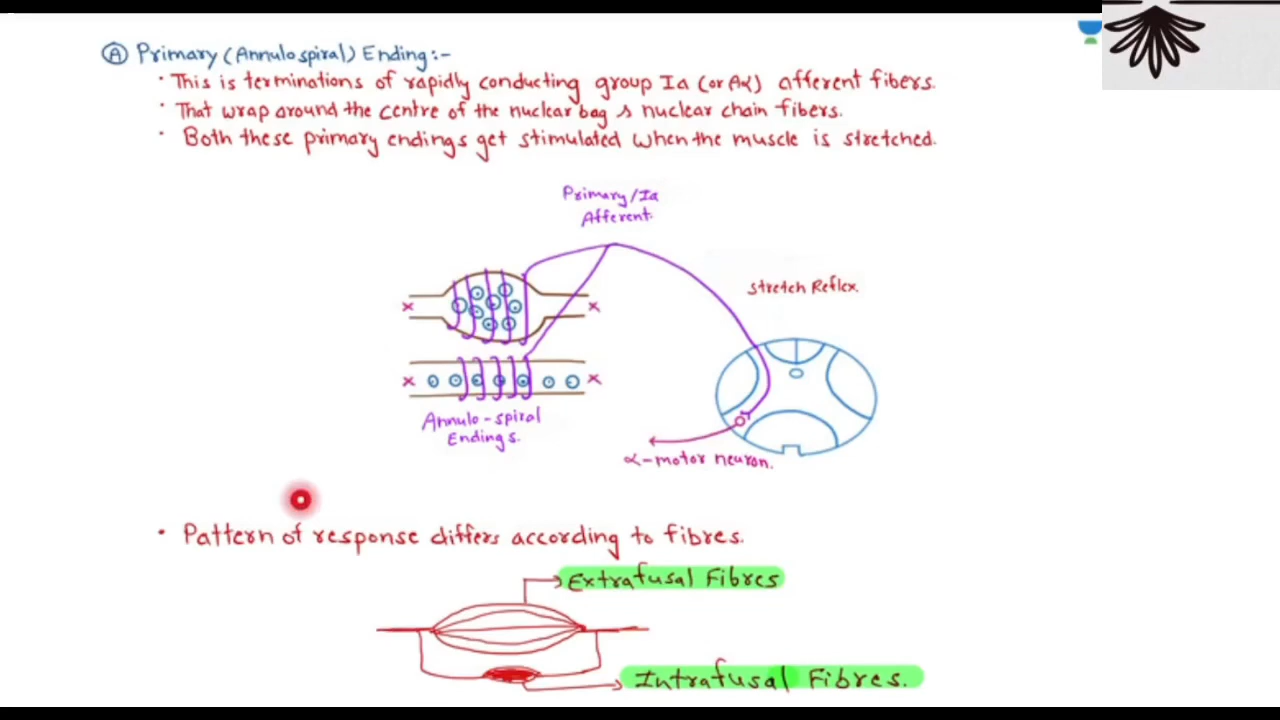 Ⓐ Primary (Annulospiral) Ending:-
· This is terminations of rapidly conducting group Ia (or Aα) afferent fibers.
· That wrap around the centre of the nuclear bag & nuclear chain fibers.
· Both these primary endings get stimulated when the muscle is stretched.
Primary/Ia
Afferent.
Stretch Reflex.
Annulo-spiral
Endings.
α-motor neuron.
· Pattern of response differs according to fibres.
Extrafusal Fibres
Intrafusal Fibres.